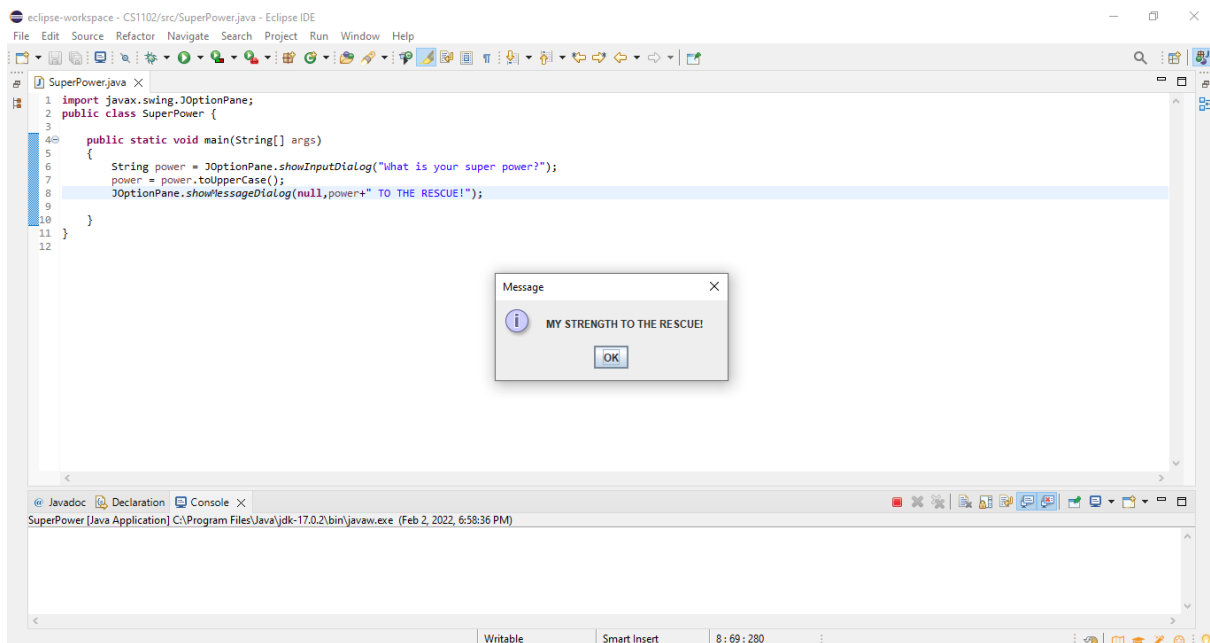 eclipse-workspace - CS1102/src/SuperPower.java - Eclipse IDE
File Edit Source Refactor Navigate Search Project Run Window Help
SuperPower.java
1 import javax.swing.JOptionPane;
2 public class SuperPower {
3
4 public static void main(String[] args)
5 {
6 String power = JOptionPane.showInputDialog("What is your super power?");
7 power = power.toUpperCase();
8 JOptionPane.showMessageDialog(null,power+" TO THE RESCUE!");
9
10 }
11 }
12
Message
MY STRENGTH TO THE RESCUE!
OK
@ Javadoc Declaration Console
SuperPower [Java Application] C:\Program Files\Java\jdk-17.0.2\bin\javaw.exe (Feb 2, 2022, 6:58:36 PM)
Writable Smart Insert 8 : 69 : 280